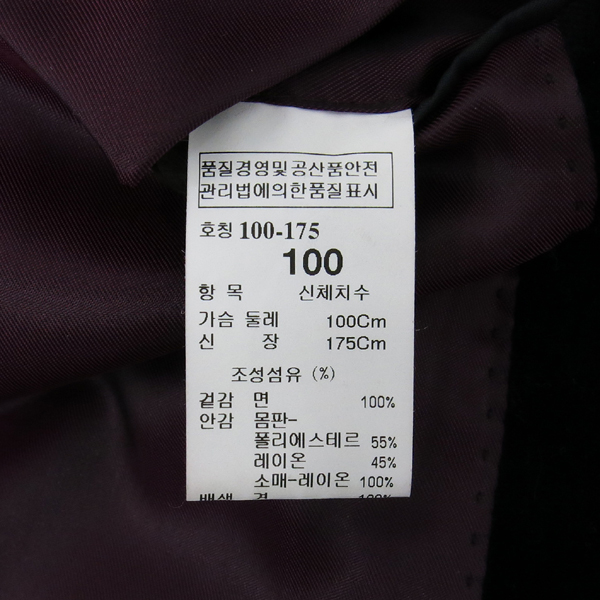 품질경영및 공산품안전
관리법에의한품질표시
호칭 100-175
100
항 목 신체치수
가슴 둘레 100Cm
신 장 175Cm
조성섬유 (%)
겉감 면 100%
안감 몸판-
폴리에스테르 55%
레이온 45%
소매-레이온 100%
배색